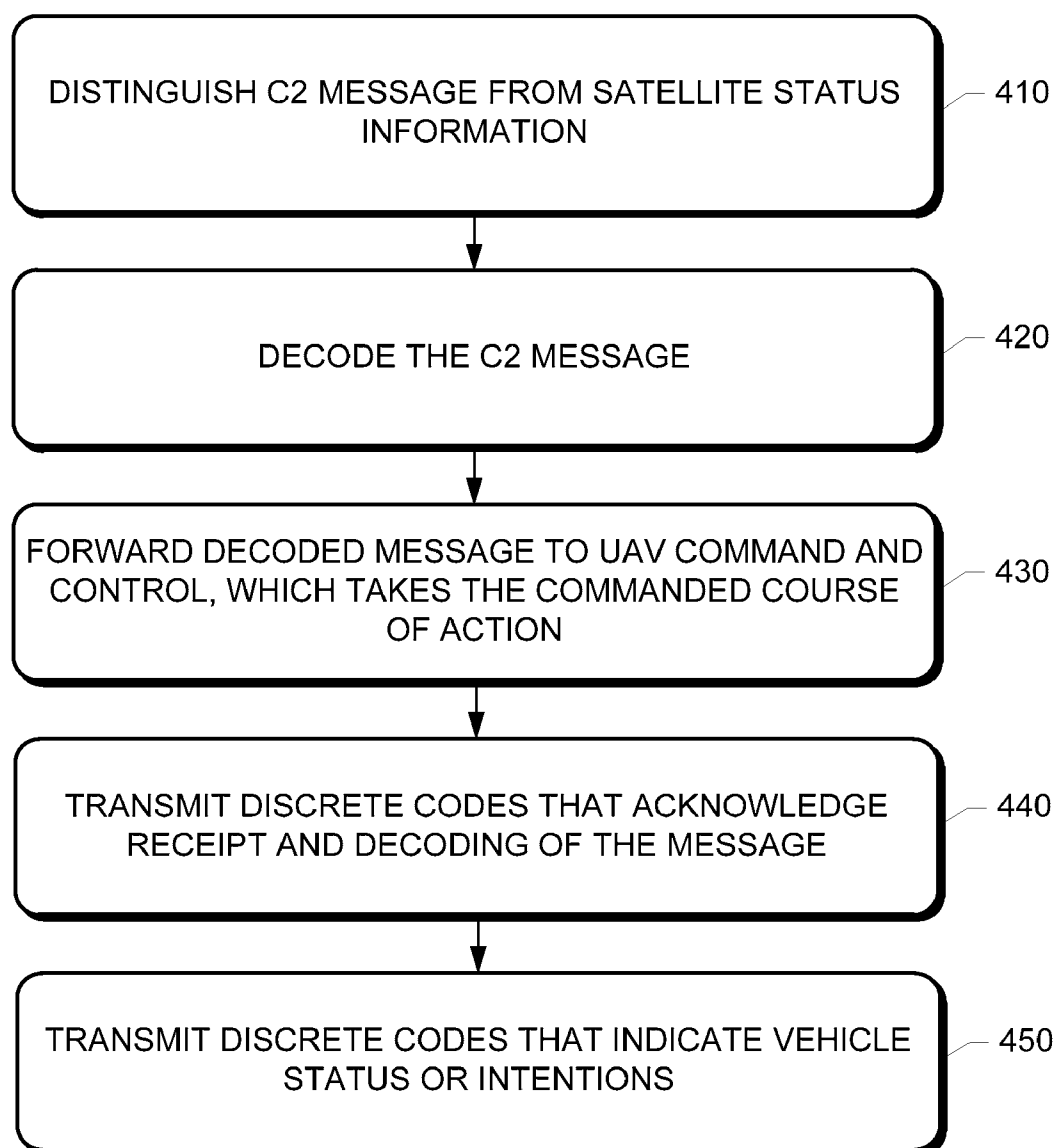 DISTINGUISH C2 MESSAGE FROM SATELLITE STATUS
INFORMATION
410
DECODE THE C2 MESSAGE
420
FORWARD DECODED MESSAGE TO UAV COMMAND AND
CONTROL, WHICH TAKES THE COMMANDED COURSE
OF ACTION
430
TRANSMIT DISCRETE CODES THAT ACKNOWLEDGE
RECEIPT AND DECODING OF THE MESSAGE
440
TRANSMIT DISCRETE CODES THAT INDICATE VEHICLE
STATUS OR INTENTIONS
450